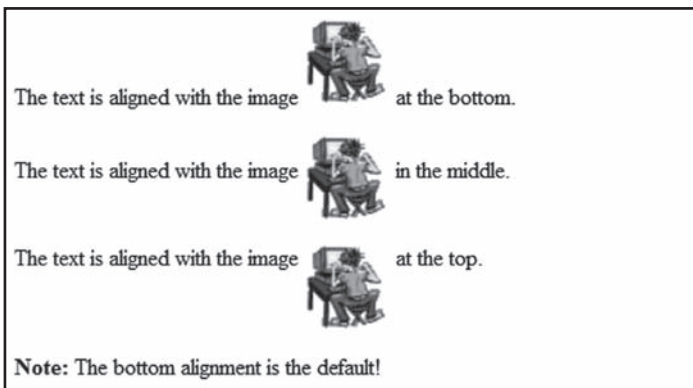 The text is aligned with the image at the bottom.
The text is aligned with the image in the middle.
The text is aligned with the image at the top.
Note: The bottom alignment is the default!